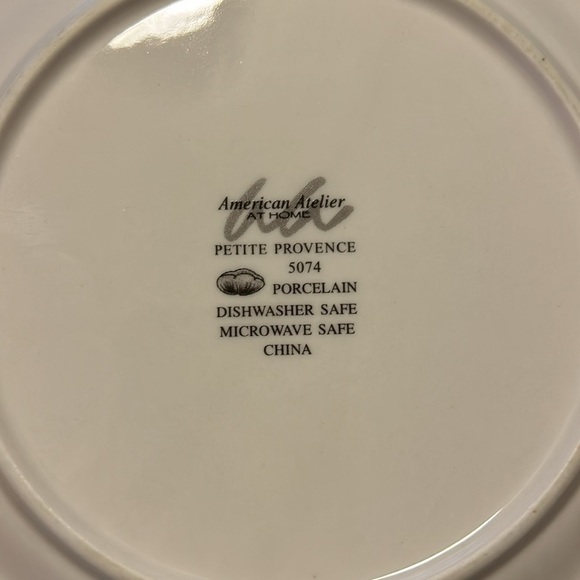 American Atelier
AT HOME
PETITE PROVENCE
5074
PORCELAIN
DISHWASHER SAFE
MICROWAVE SAFE
CHINA